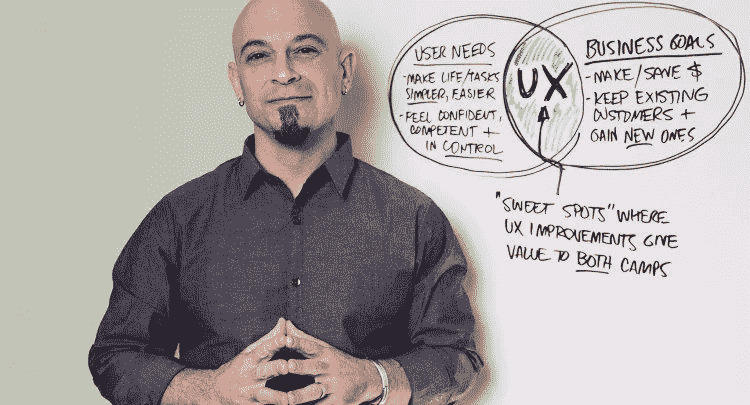 USER NEEDS
- MAKE LIFE/TASKS
SIMPLER, EASIER
- FEEL CONFIDENT,
COMPETENT +
IN CONTROL
UX
BUSINESS GOALS
- MAKE/SAVE $
- KEEP EXISTING
CUSTOMERS +
GAIN NEW ONES
"SWEET SPOTS" WHERE
UX IMPROVEMENTS GIVE
VALUE TO BOTH CAMPS